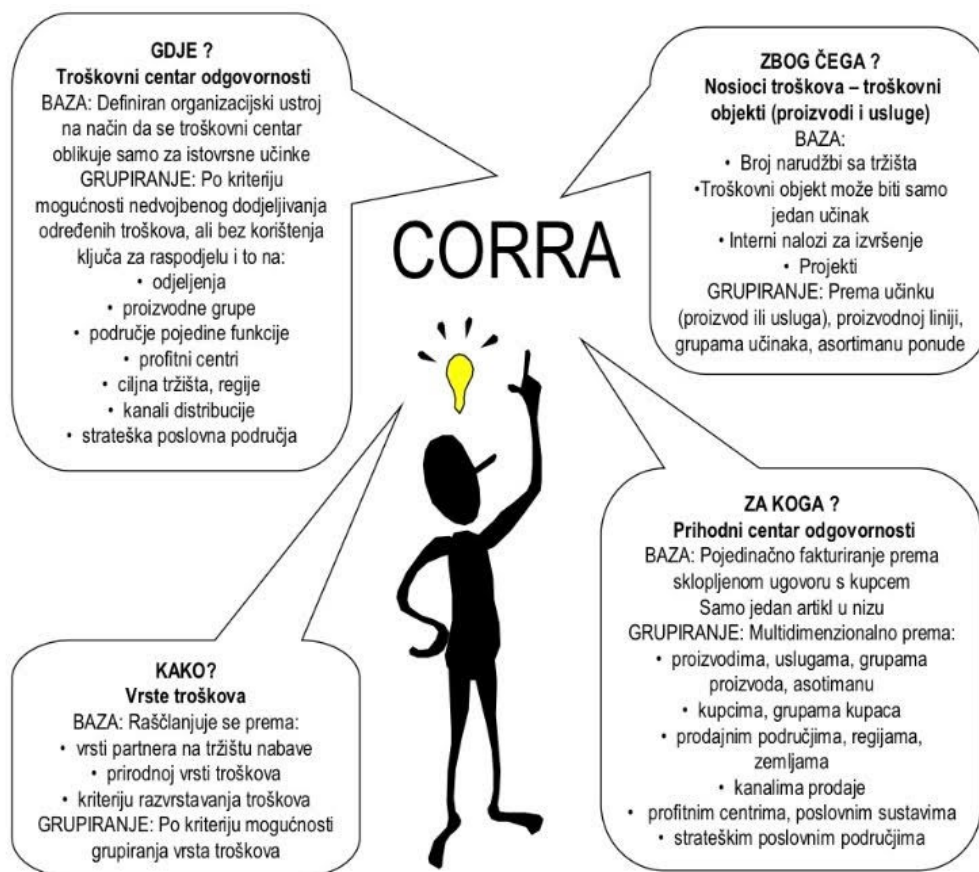 GDJE ?
Troškovni centar odgovornosti
BAZA: Definiran organizacijski ustroj
na način da se troškovni centar
oblikuje samo za istovrsne učinke
GRUPIRANJE: Po kriteriju
mogućnosti nedvojbenog dodjeljivanja
određenih troškova, ali bez korištenja
ključa za raspodjelu i to na:
• odjeljenja
• proizvodne grupe
• područje pojedine funkcije
• profitni centri
• ciljna tržišta, regije
• kanali distribucije
• strateška poslovna područja
ZBOG ČEGA ?
Nosioci troškova – troškovni
objekti (proizvodi i usluge)
BAZA:
• Broj narudžbi sa tržišta
•Troškovni objekt može biti samo
jedan učinak
• Interni nalozi za izvršenje
• Projekti
GRUPIRANJE: Prema učinku
(proizvod ili usluga), proizvodnoj liniji,
grupama učinaka, asortimanu ponude
CORRA
KAKO?
Vrste troškova
BAZA: Raščlanjuje se prema:
• vrsti partnera na tržištu nabave
• prirodnoj vrsti troškova
• kriteriju razvrstavanja troškova
GRUPIRANJE: Po kriteriju mogućnosti
grupiranja vrsta troškova
ZA KOGA ?
Prihodni centar odgovornosti
BAZA: Pojedinačno fakturiranje prema
sklopljenom ugovoru s kupcem
Samo jedan artikl u nizu
GRUPIRANJE: Multidimenzionalno prema:
• proizvodima, uslugama, grupama
proizvoda, asotimanu
• kupcima, grupama kupaca
• prodajnim područjima, regijama,
zemljama
• kanalima prodaje
• profitnim centrima, poslovnim sustavima
• strateškim poslovnim područjima